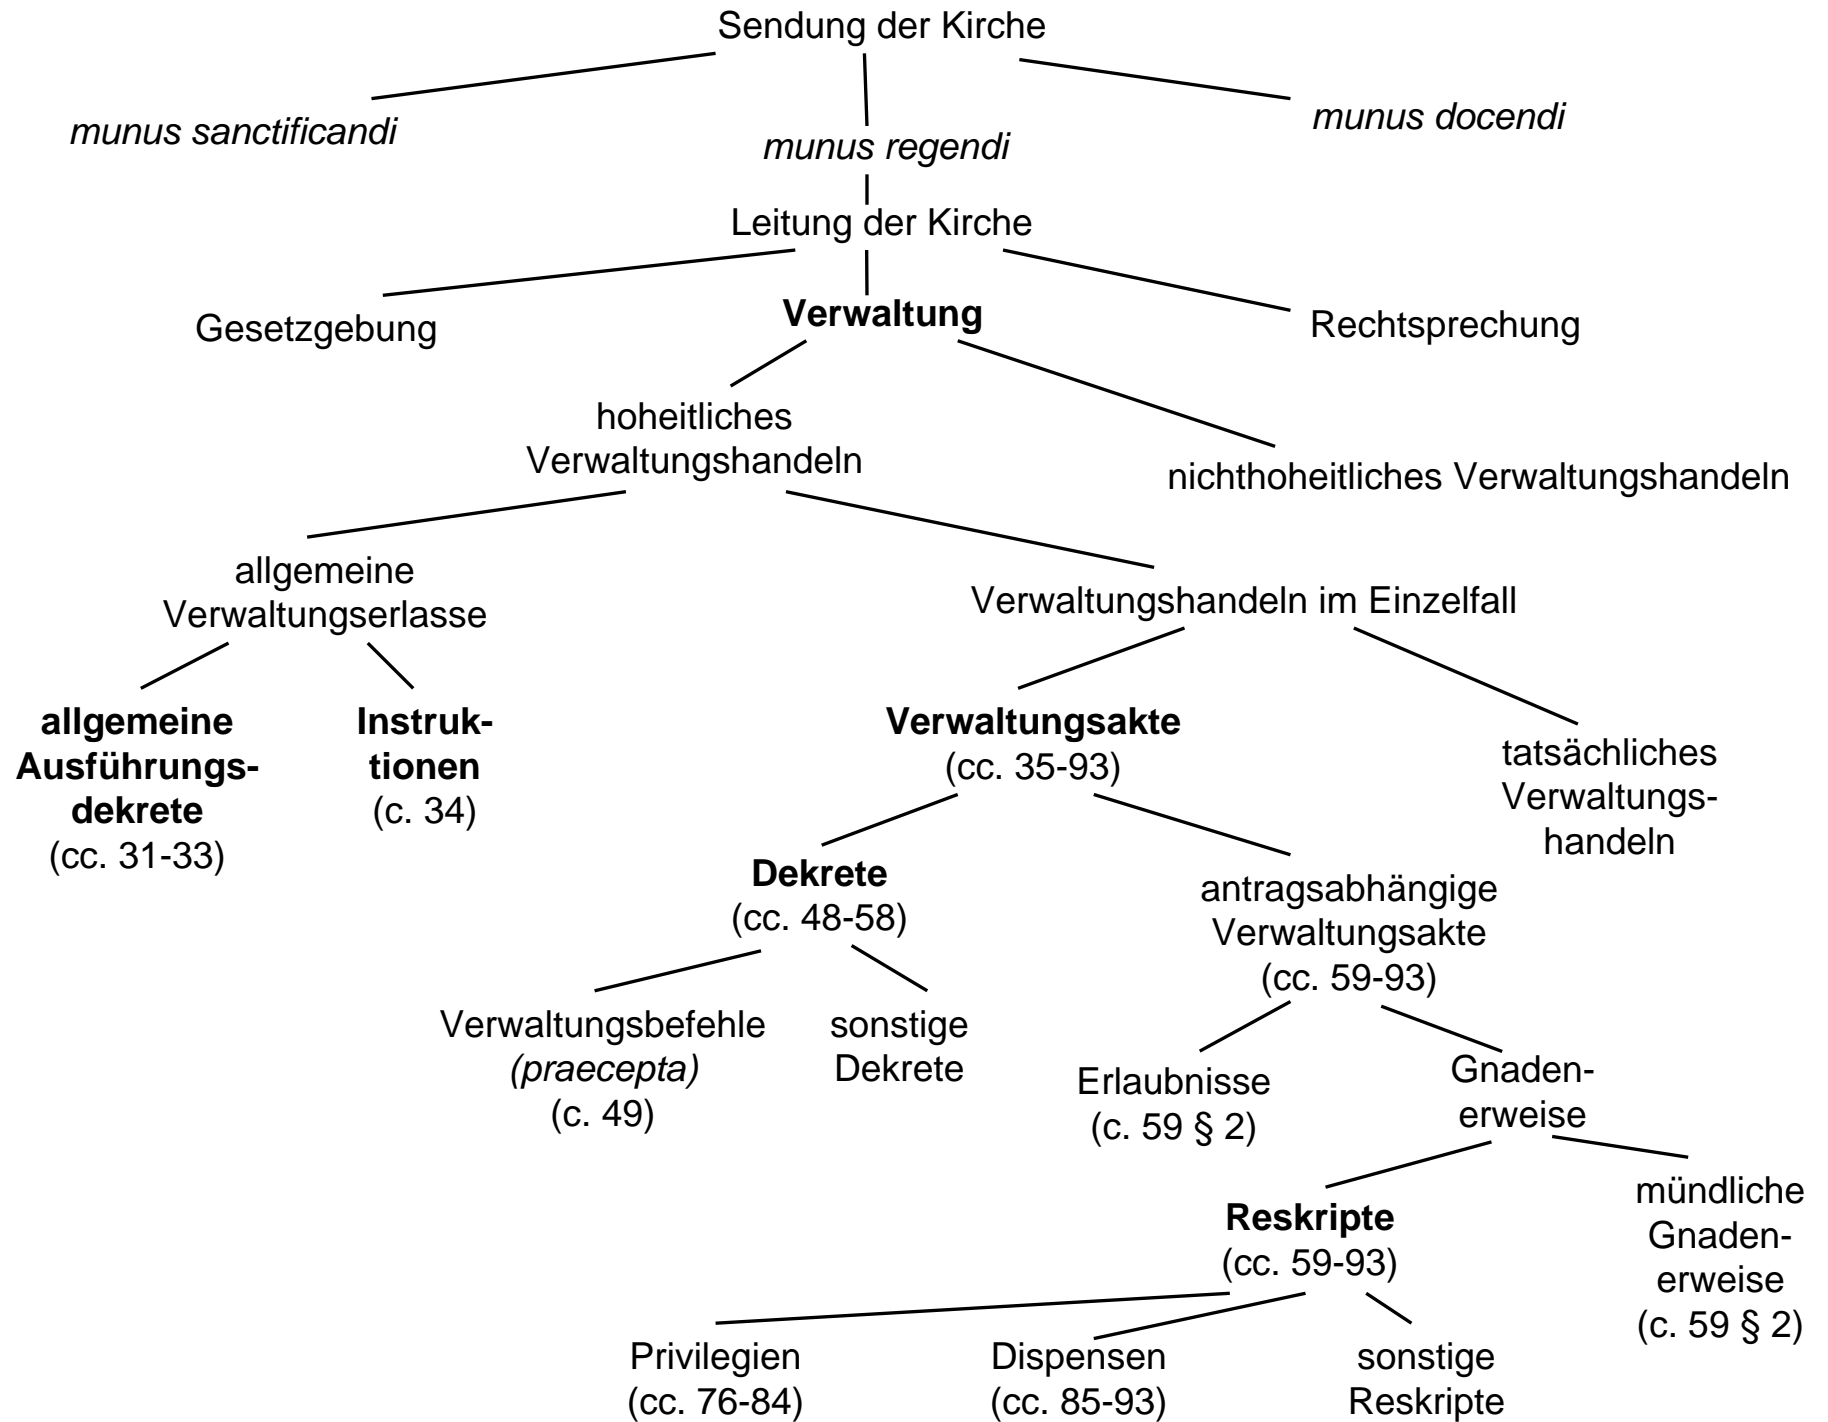 Sendung der Kirche
munus sanctificandi
munus regendi
munus docendi
Leitung der Kirche
Gesetzgebung
Verwaltung
Rechtsprechung
hoheitliches
Verwaltungshandeln
nichthoheitliches Verwaltungshandeln
allgemeine
Verwaltungserlasse
Verwaltungshandeln im Einzelfall
allgemeine
Ausführungs-
dekrete
(cc. 31-33)
Instruk-
tionen
(c. 34)
Verwaltungsakte
(cc. 35-93)
tatsächliches
Verwaltungs-
handeln
Dekrete
(cc. 48-58)
antragsabhängige
Verwaltungsakte
(cc. 59-93)
Verwaltungsbefehle
(praecepta)
(c. 49)
sonstige
Dekrete
Erlaubnisse
(c. 59 § 2)
Gnaden-
erweise
Reskripte
(cc. 59-93)
mündliche
Gnaden-
erweise
(c. 59 § 2)
Privilegien
(cc. 76-84)
Dispensen
(cc. 85-93)
sonstige
Reskripte